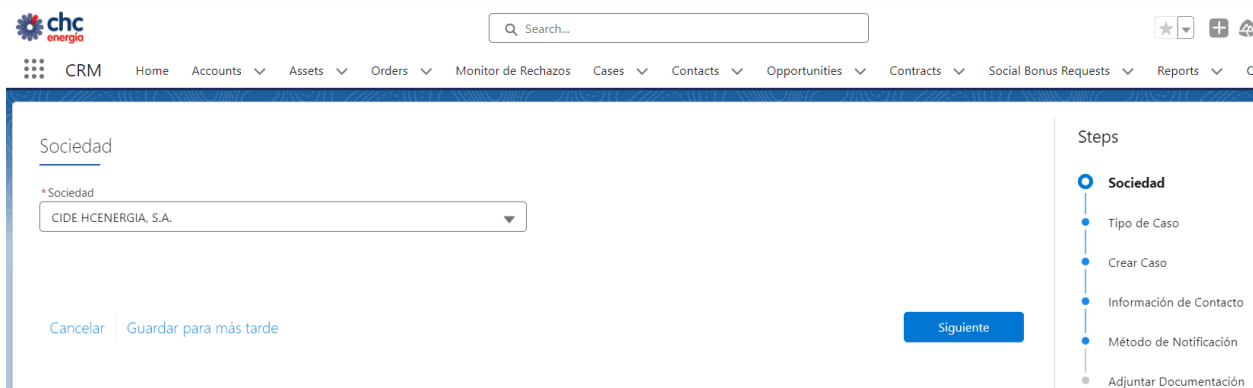 chc
energía
Search...
CRM Home Accounts Assets Orders Monitor de Rechazos Cases Contacts Opportunities Contracts Social Bonus Requests Reports
Sociedad
*Sociedad
CIDE HCENERGIA, S.A.
Cancelar Guardar para más tarde
Siguiente
Steps
Sociedad
Tipo de Caso
Crear Caso
Información de Contacto
Método de Notificación
Adjuntar Documentación